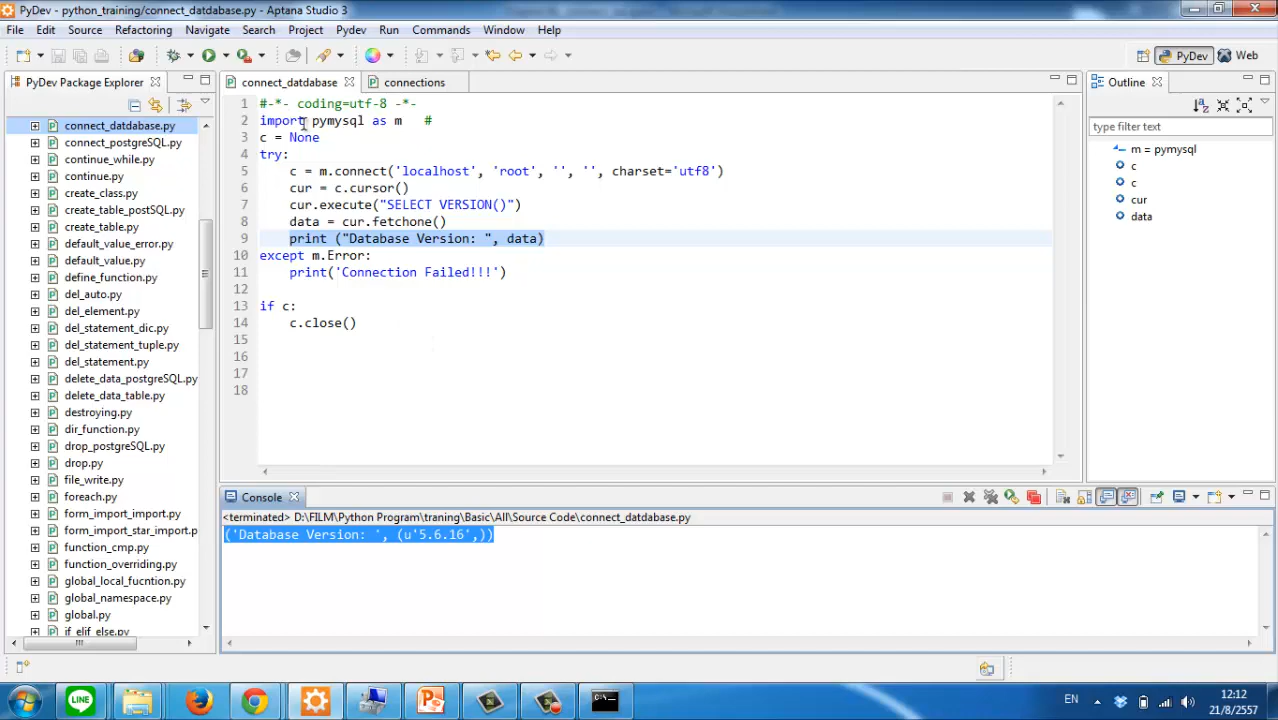 PyDev - python_training/connect_datdabase.py - Aptana Studio 3
File Edit Source Refactoring Navigate Search Project Pydev Run Commands Window Help
PyDev Web
PyDev Package Explorer
connect_datdabase.py
connect_postgreSQL.py
continue_while.py
continue.py
create_class.py
create_table_postSQL.py
create_table.py
default_value_error.py
default_value.py
define_function.py
del_auto.py
del_element.py
del_statement_dic.py
del_statement_tuple.py
del_statement.py
delete_data_postgreSQL.py
delete_data_table.py
destroying.py
dir_function.py
drop_postgreSQL.py
drop.py
file_write.py
foreach.py
form_import_import.py
form_import_star_import.p
function_cmp.py
function_overriding.py
global_local_fucntion.py
global_namespace.py
global.py
if_elif_else.py
connect_datdabase connections
1 #-*- coding=utf-8 -*-
2 import pymysql as m #
3 c = None
4 try:
5 c = m.connect('localhost', 'root', '', '', charset='utf8')
6 cur = c.cursor()
7 cur.execute("SELECT VERSION()")
8 data = cur.fetchone()
9 print ("Database Version: ", data)
10 except m.Error:
11 print('Connection Failed!!!')
12
13 if c:
14 c.close()
15
16
17
18
Outline
type filter text
m = pymysql
c
c
cur
data
Console
<terminated> D:\FILM\Python Program\traning\Basic\All\Source Code\connect_datdabase.py
('Database Version: ', (u'5.6.16',))
LINE
EN
12:12
21/8/2557